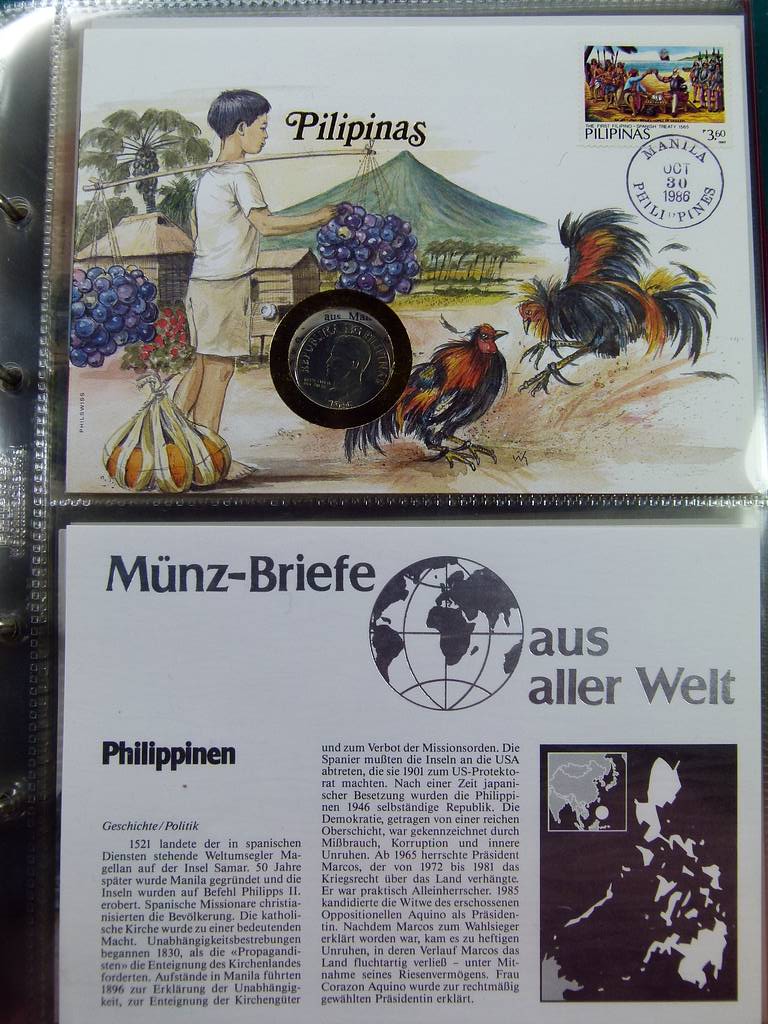 Pilipinas
THE FIRST FILIPINO - SPANISH TREATY 1565
PILIPINAS
3.60
MANILA
OCT
30
1986
PHILIPPINES
aus
PHILSWISS
Münz-Briefe
aus
aller Welt
Philippinen
Geschichte/Politik
1521 landete der in spanischen
Diensten stehende Weltumsegler Ma-
gellan auf der Insel Samar. 50 Jahre
später wurde Manila gegründet und die
Inseln wurden auf Befehl Philipps II.
erobert. Spanische Missionare christia-
nisierten die Bevölkerung. Die katholi-
sche Kirche wurde zu einer bedeutenden
Macht. Unabhängigkeitsbestrebungen
begannen 1830, als die «Propagandi-
sten» die Enteignung des Kirchenlandes
forderten. Aufstände in Manila führten
1896 zur Erklärung der Unabhängig-
keit, zur Enteignung der Kirchengüter
und zum Verbot der Missionsorden. Die
Spanier mußten die Inseln an die USA
abtreten, die sie 1901 zum US-Protekto-
rat machten. Nach einer Zeit japani-
scher Besetzung wurden die Philippi-
nen 1946 selbständige Republik. Die
Demokratie, getragen von einer reichen
Oberschicht, war gekennzeichnet durch
Mißbrauch, Korruption und innere
Unruhen. Ab 1965 herrschte Präsident
Marcos, der von 1972 bis 1981 das
Kriegsrecht über das Land verhängte.
Er war praktisch Alleinherrscher. 1985
kandidierte die Witwe des erschossenen
Oppositionellen Aquino als Präsiden-
tin. Nachdem Marcos zum Wahlsieger
erklärt worden war, kam es zu heftigen
Unruhen, in deren Verlauf Marcos das
Land fluchtartig verließ – unter Mit-
nahme seines Riesenvermögens. Frau
Corazon Aquino wurde zur rechtmäßig
gewählten Präsidentin erklärt.